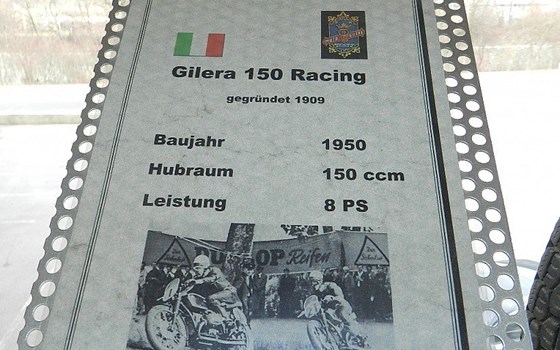 Gilera 150 Racing
gegründet 1909
Baujahr 1950
Hubraum 150 ccm
Leistung 8 PS
Reifen